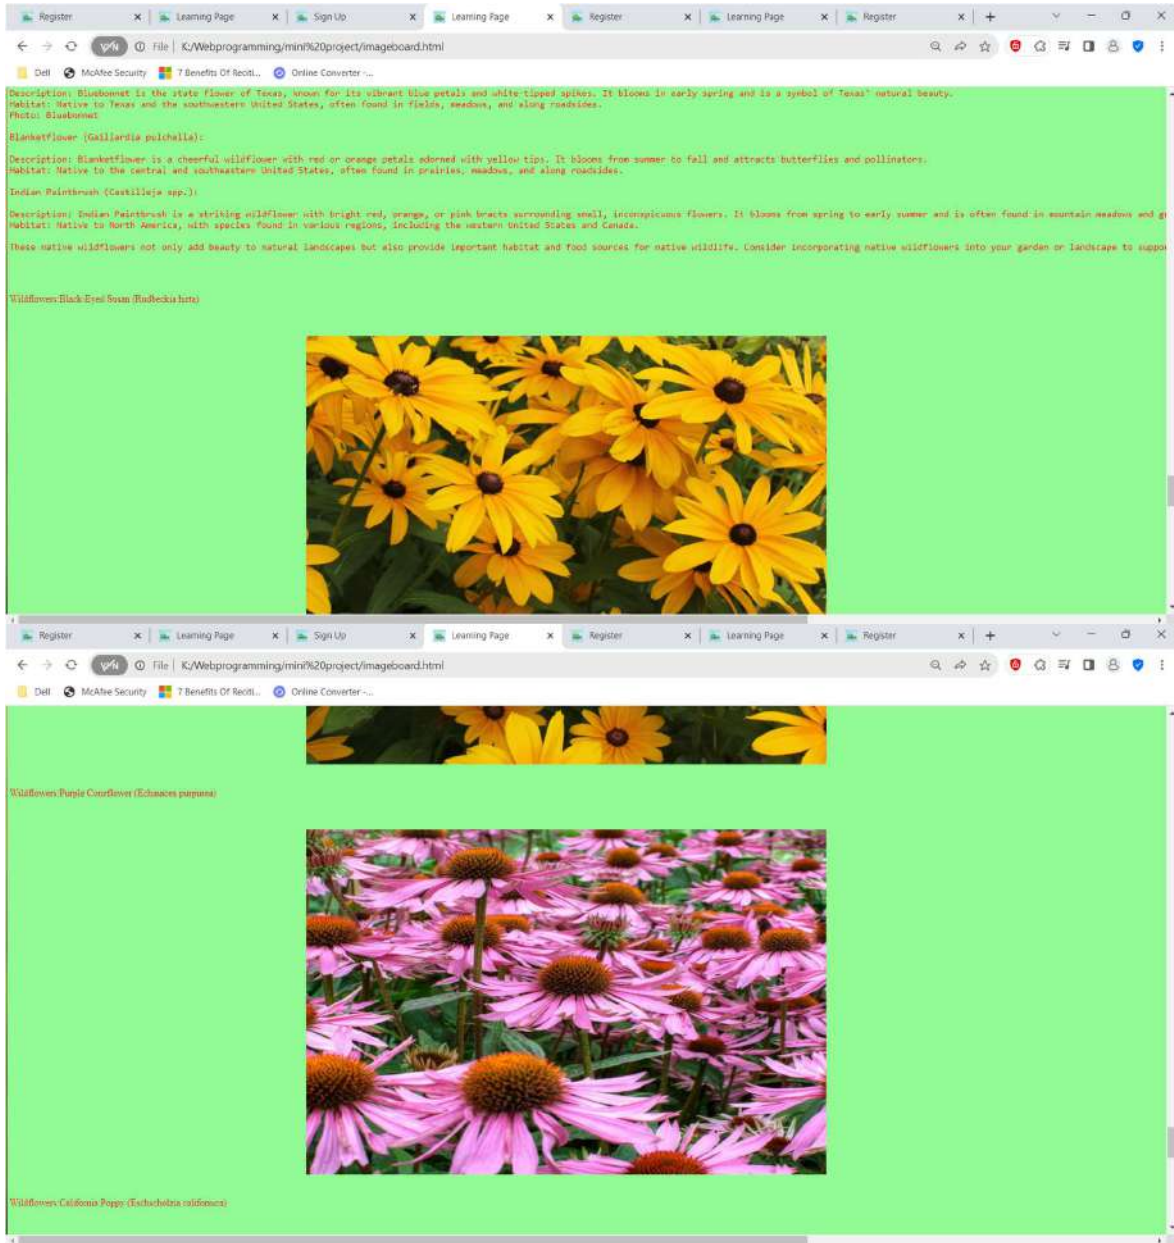 Register
Learning Page
Sign Up
Learning Page
Register
Learning Page
Register
VPN File K:/Webprogramming/mini%20project/imageboard.html
Dell McAfee Security 7 Benefits Of Reciti... Online Converter -...
Description: Bluebonnet is the state flower of Texas, known for its vibrant blue petals and white-tipped spikes. It blooms in early spring and is a symbol of Texas' natural beauty.
Habitat: Native to Texas and the southwestern United States, often found in fields, meadows, and along roadsides.
Photo: Bluebonnet
Blanketflower (Gaillardia pulchella):
Description: Blanketflower is a cheerful wildflower with red or orange petals adorned with yellow tips. It blooms from summer to fall and attracts butterflies and pollinators.
Habitat: Native to the central and southeastern United States, often found in prairies, meadows, and along roadsides.
Indian Paintbrush (Castilleja spp.):
Description: Indian Paintbrush is a striking wildflower with bright red, orange, or pink bracts surrounding small, inconspicuous flowers. It blooms from spring to early summer and is often found in mountain meadows and gr
Habitat: Native to North America, with species found in various regions, including the western United States and Canada.
These native wildflowers not only add beauty to natural landscapes but also provide important habitat and food sources for native wildlife. Consider incorporating native wildflowers into your garden or landscape to suppor
Wildflowers:Black-Eyed Susan (Rudbeckia hirta)
Register
Learning Page
Sign Up
Learning Page
Register
Learning Page
Register
VPN File K:/Webprogramming/mini%20project/imageboard.html
Dell McAfee Security 7 Benefits Of Reciti... Online Converter -...
Wildflowers:Purple Coneflower (Echinacea purpurea)
Wildflowers:California Poppy (Eschscholzia californica)